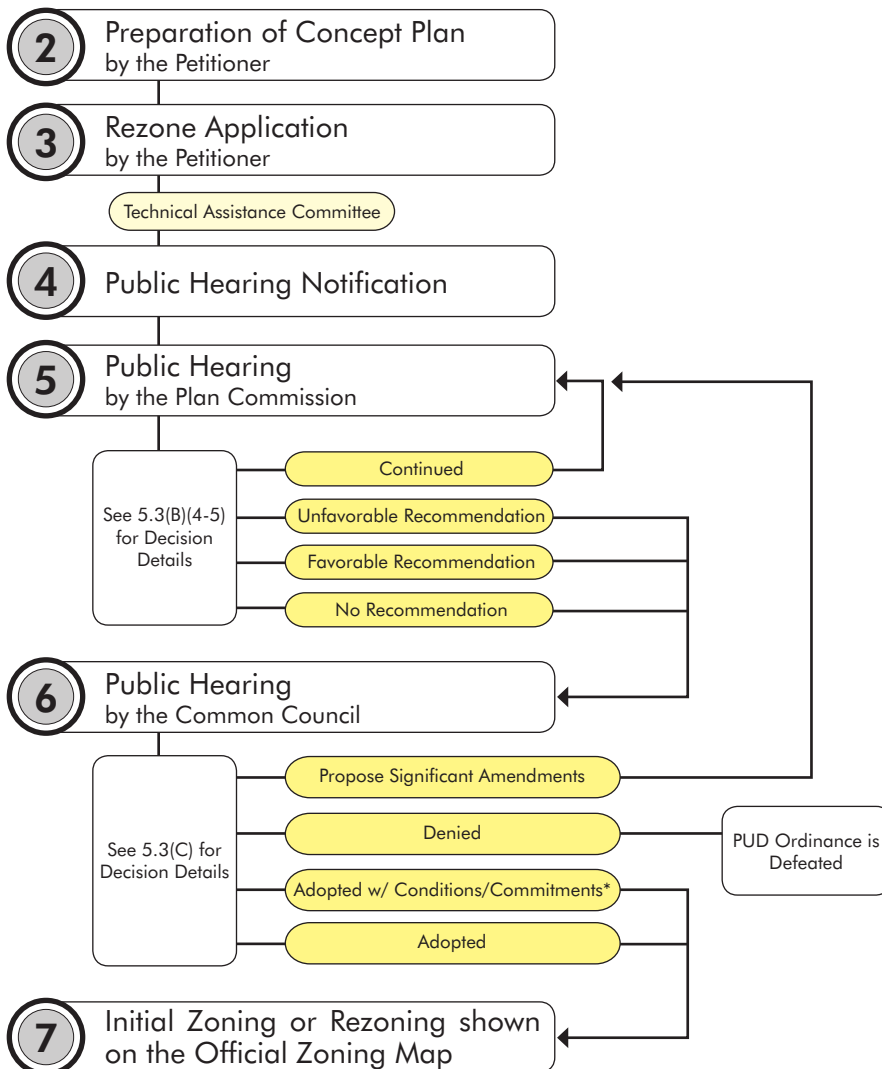 2
Preparation of Concept Plan
by the Petitioner
3
Rezone Application
by the Petitioner
Technical Assistance Committee
4
Public Hearing Notification
5
Public Hearing
by the Plan Commission
See 5.3(B)(4-5)
for Decision
Details
Continued
Unfavorable Recommendation
Favorable Recommendation
No Recommendation
6
Public Hearing
by the Common Council
See 5.3(C) for
Decision Details
Propose Significant Amendments
Denied
PUD Ordinance is
Defeated
Adopted w/ Conditions/Commitments*
Adopted
7
Initial Zoning or Rezoning shown
on the Official Zoning Map